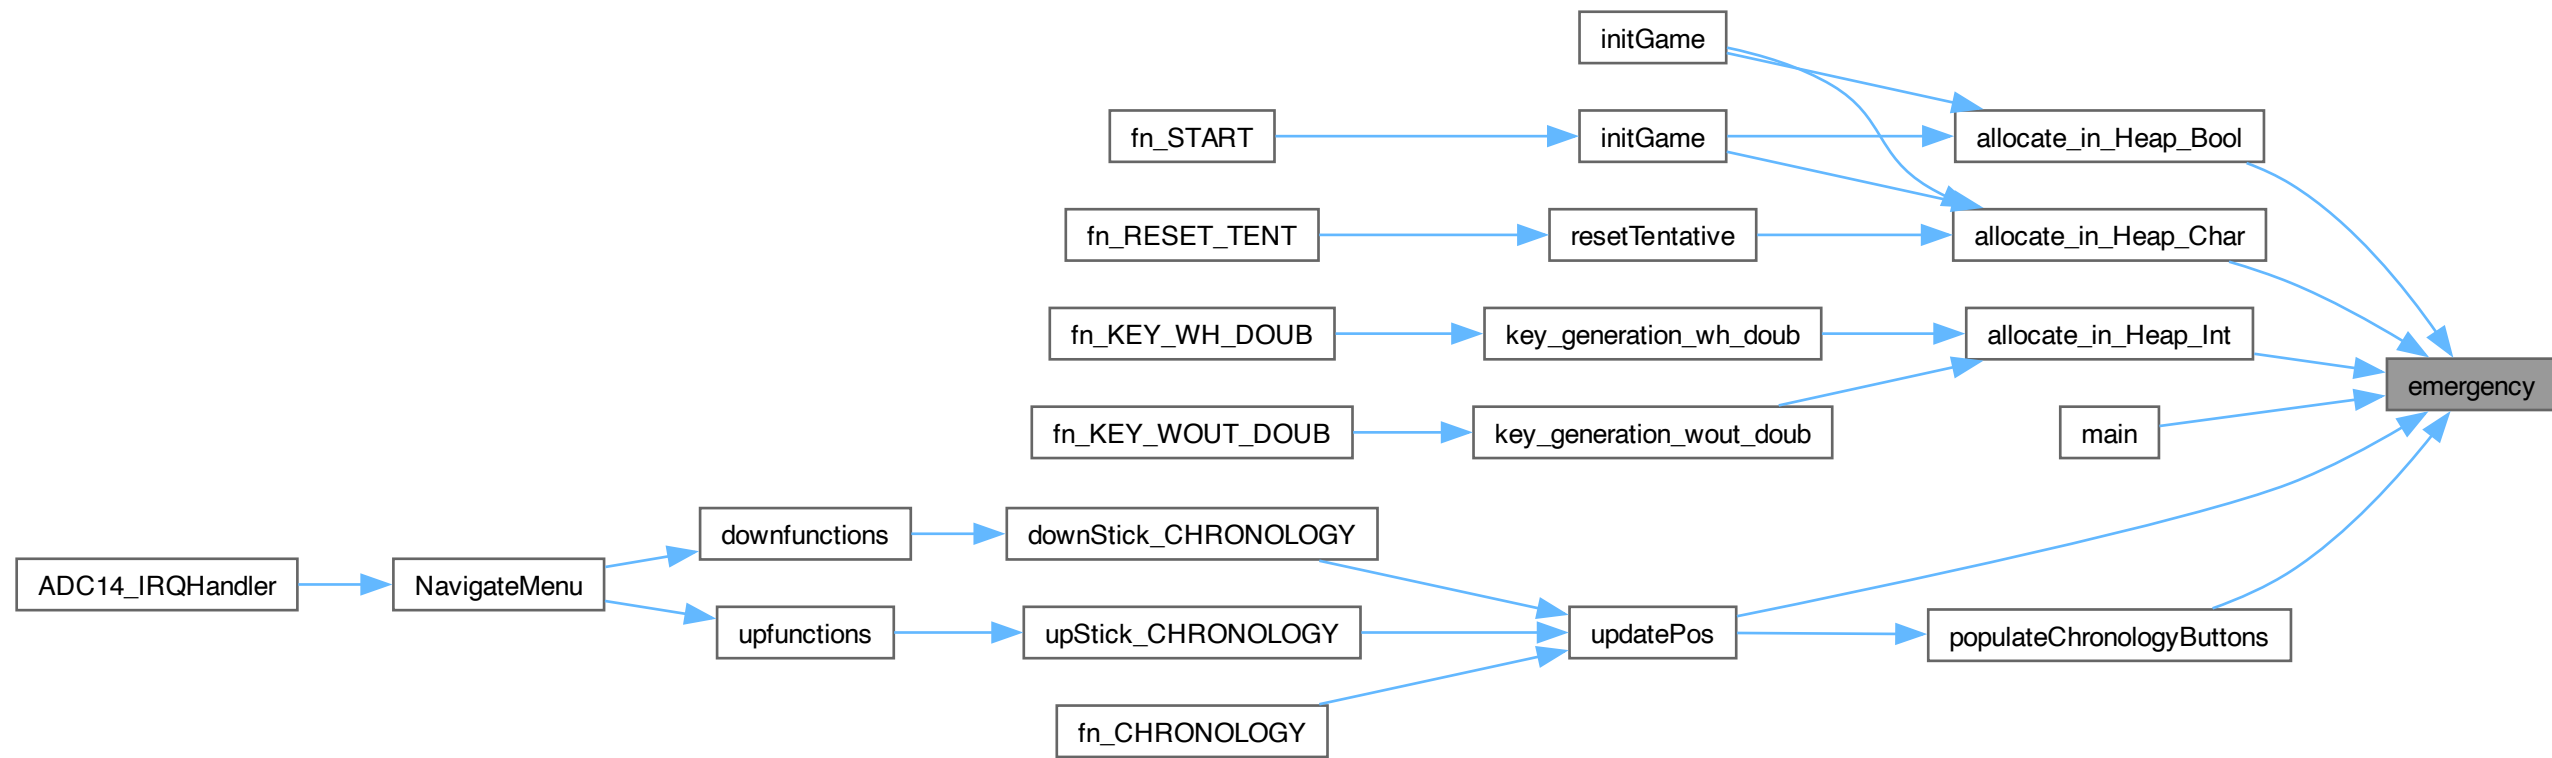 initGame
fn_START
initGame
allocate_in_Heap_Bool
fn_RESET_TENT
resetTentative
allocate_in_Heap_Char
fn_KEY_WH_DOUB
key_generation_wh_doub
allocate_in_Heap_Int
emergency
fn_KEY_WOUT_DOUB
key_generation_wout_doub
main
downfunctions
downStick_CHRONOLOGY
ADC14_IRQHandler
NavigateMenu
upfunctions
upStick_CHRONOLOGY
updatePos
populateChronologyButtons
fn_CHRONOLOGY